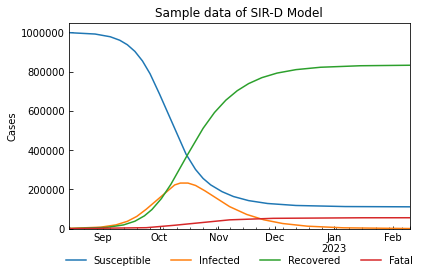 Sample data of SIR-D Model
1000000
800000
600000
400000
200000
0
Cases
Sep Oct Nov Dec Jan Feb
2023
Susceptible Infected Recovered Fatal